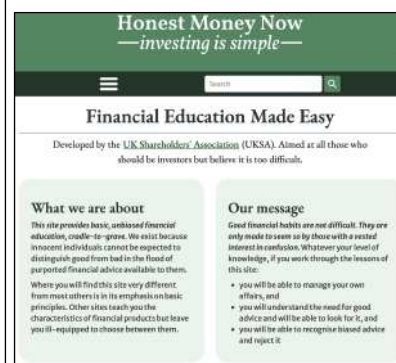 Honest Money Now
—investing is simple—
Search
Financial Education Made Easy
Developed by the UK Shareholders' Association (UKSA). Aimed at all those who
should be investors but believe it is too difficult.
What we are about
This site provides basic, unbiased financial
education, cradle-to-grave. We exist because
innocent individuals cannot be expected to
distinguish good from bad in the flood of
purported financial advice available to them.
Where you will find this site very different
from most others is in its emphasis on basic
principles. Other sites teach you the
characteristics of financial products but leave
you ill-equipped to choose between them.
Our message
Good financial habits are not difficult. They are
only made to seem so by those with a vested
interest in confusion. Whatever your level of
knowledge, if you work through the lessons of
this site:
• you will be able to manage your own
affairs, and
• you will understand the need for good
advice and will be able to look for it, and
• you will be able to recognise biased advice
and reject it